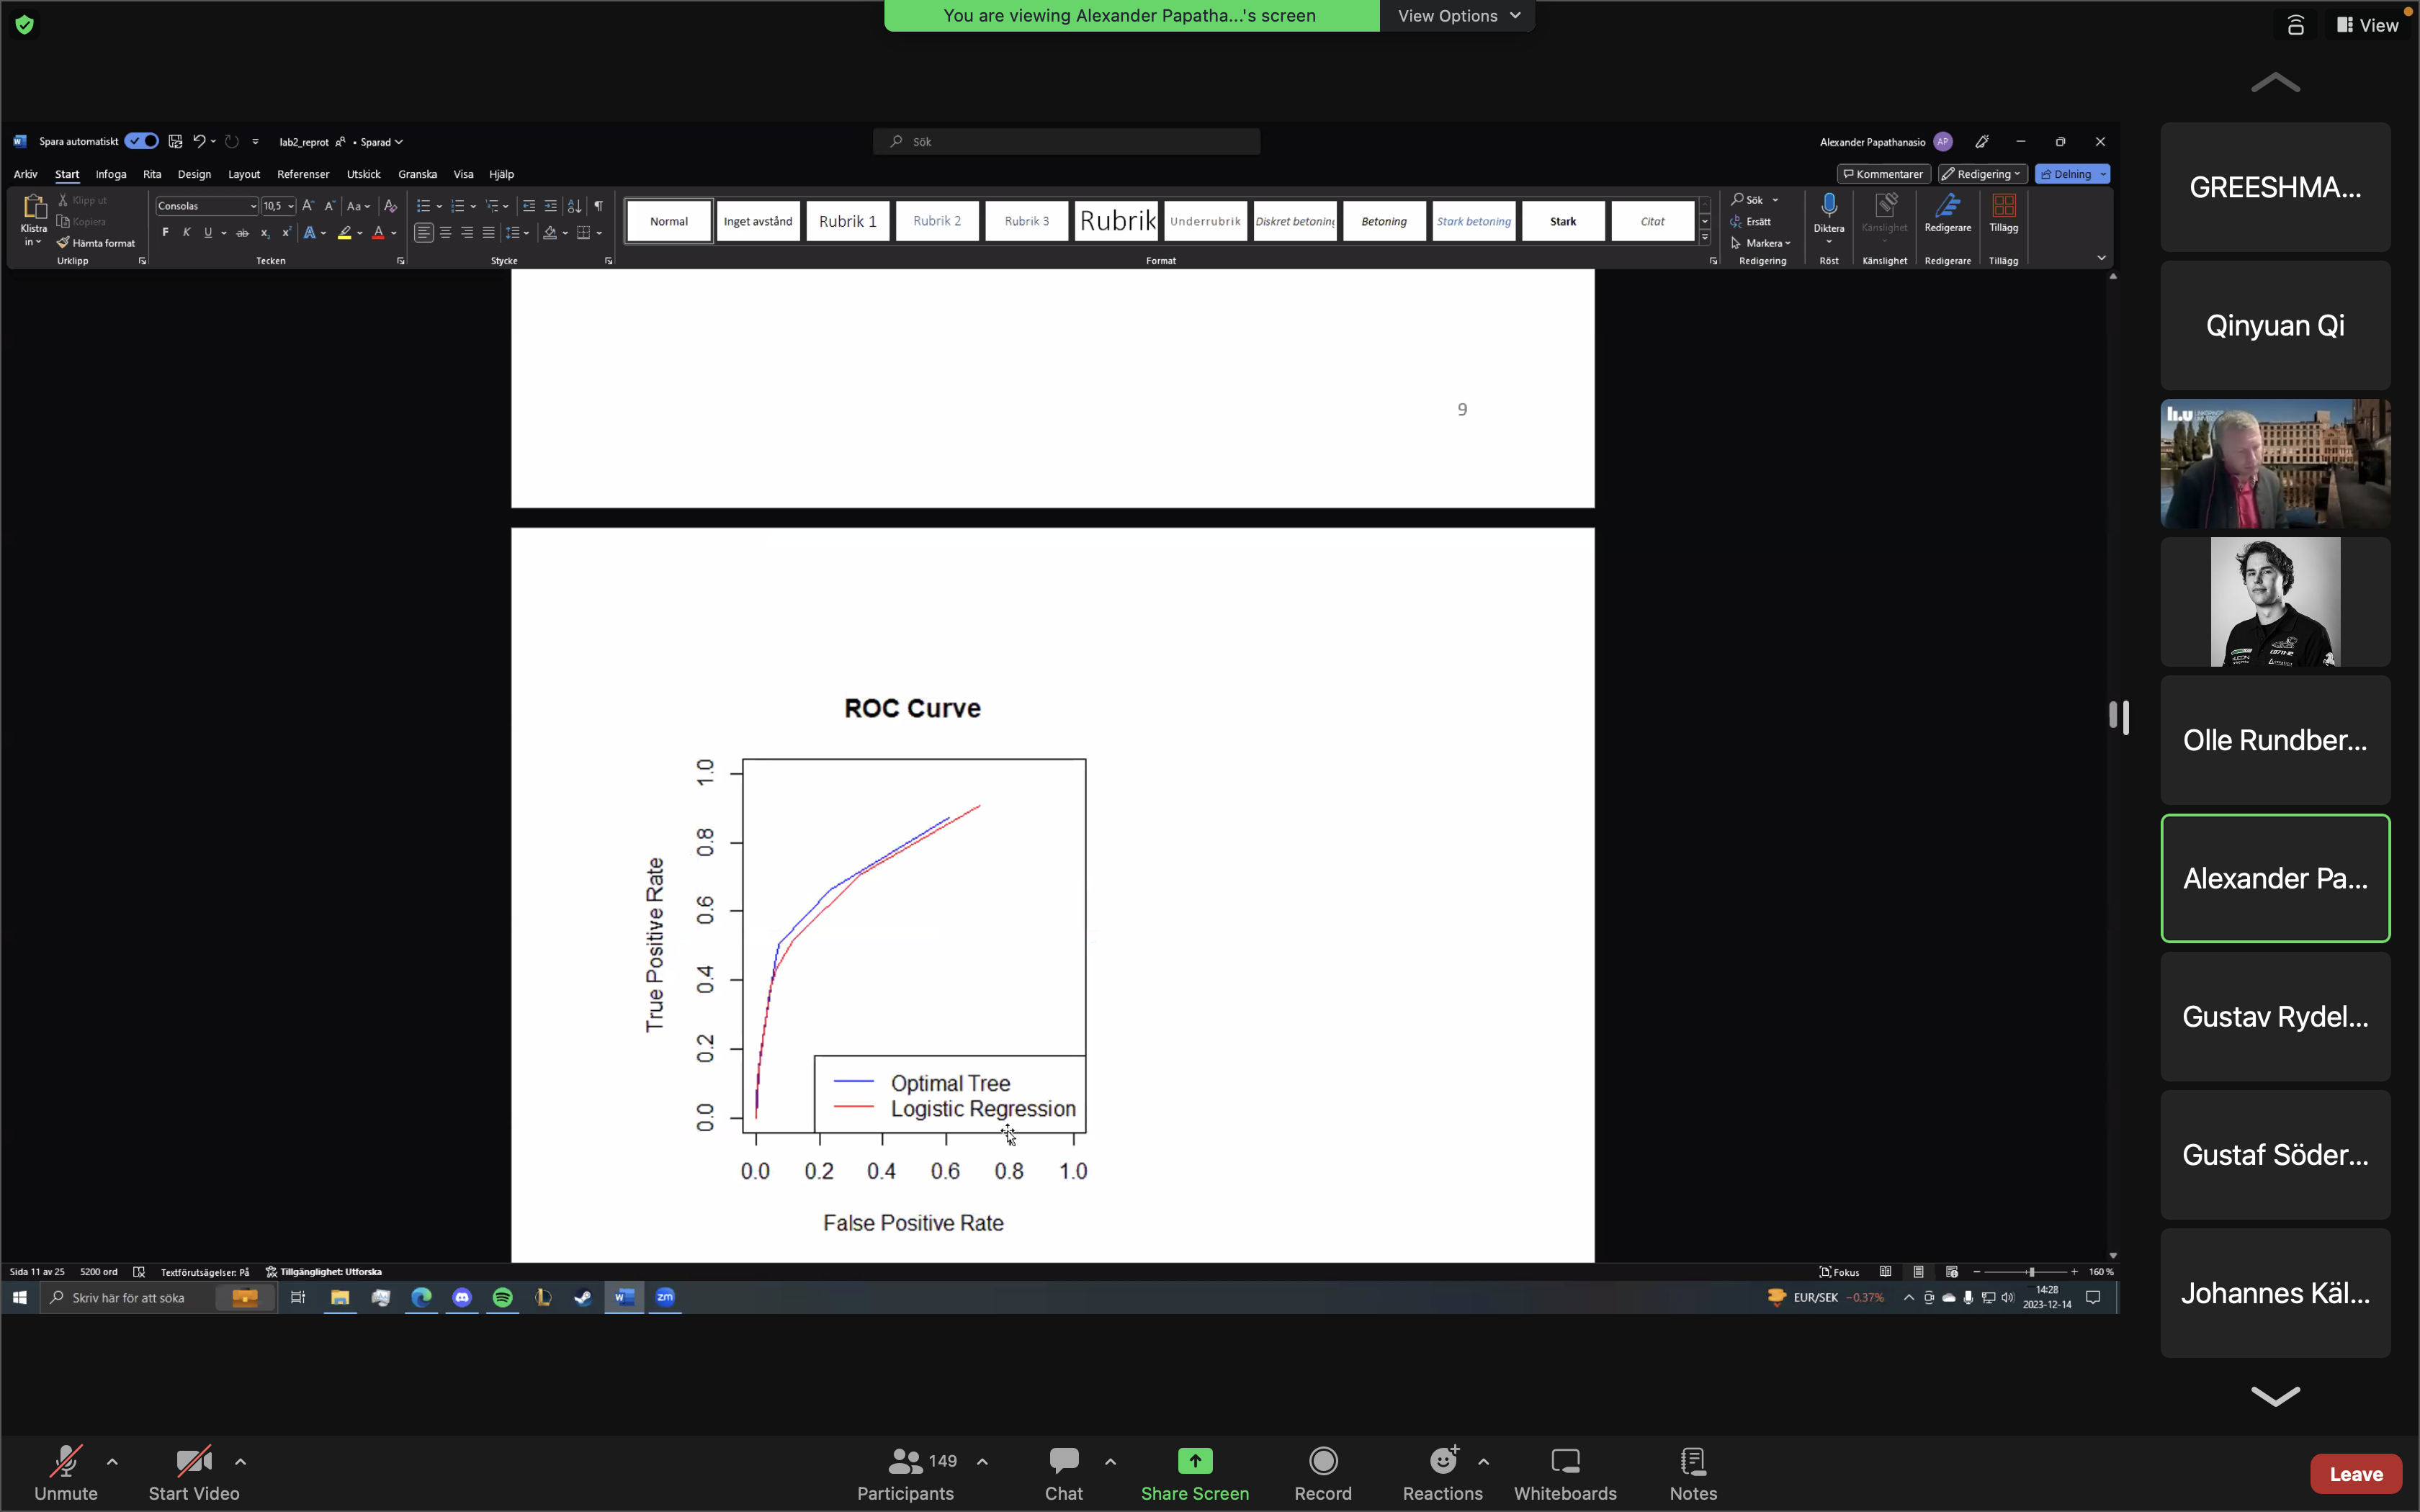 You are viewing Alexander Papatha...'s screen
View Options
View
Spara automatiskt
lab2_reprot
• Sparad
Sök
Alexander Papathanasio
AP
Arkiv Start Infoga Rita Design Layout Referenser Utskick Granska Visa Hjälp
Kommentarer
Redigering
Delning
Klistra in
Klipp ut
Kopiera
Hämta format
Urklipp
Consolas
10,5
Aa
F K U ab x x A A
Tecken
Stycke
Normal
Inget avstånd
Rubrik 1
Rubrik 2
Rubrik 3
Rubrik
Underrubrik
Diskret betoning
Betoning
Stark betoning
Stark
Citat
Format
Sök
Ersätt
Markera
Redigering
Diktera
Röst
Känslighet
Känslighet
Redigerare
Redigerare
Tillägg
Tillägg
9
ROC Curve
True Positive Rate
1.0
0.8
0.6
0.4
0.2
0.0
Optimal Tree
Logistic Regression
0.0 0.2 0.4 0.6 0.8 1.0
False Positive Rate
Sida 11 av 25
5200 ord
Textförutsägelser: På
Tillgänglighet: Utforska
Fokus
160 %
Skriv här för att söka
zm
EUR/SEK -0.37%
14:28
2023-12-14
GREESHMA...
Qinyuan Qi
li.u
Olle Rundber...
Alexander Pa...
Gustav Rydel...
Gustaf Söder...
Johannes Käl...
Unmute
Start Video
149
Participants
Chat
Share Screen
Record
Reactions
Whiteboards
Notes
Leave